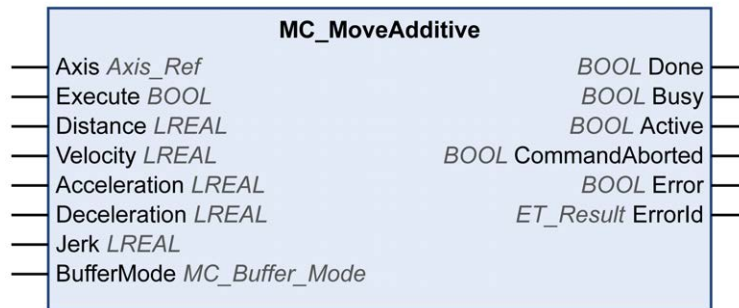 MC_MoveAdditive
Axis Axis_Ref BOOL Done
Execute BOOL BOOL Busy
Distance LREAL BOOL Active
Velocity LREAL BOOL CommandAborted
Acceleration LREAL BOOL Error
Deceleration LREAL ET_Result ErrorId
Jerk LREAL
BufferMode MC_Buffer_Mode